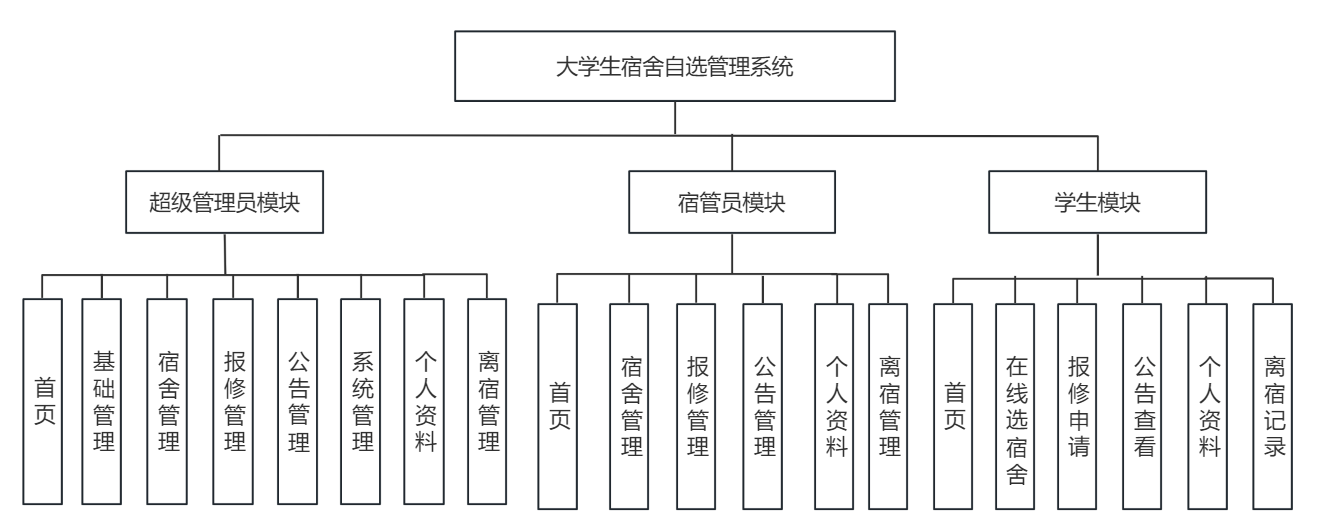 大学生宿舍自选管理系统
超级管理员模块
宿管员模块
学生模块
首页
基础管理
宿舍管理
报修管理
公告管理
系统管理
个人资料
离宿管理
首页
宿舍管理
报修管理
公告管理
个人资料
离宿管理
首页
在线选宿舍
报修申请
公告查看
个人资料
离宿记录